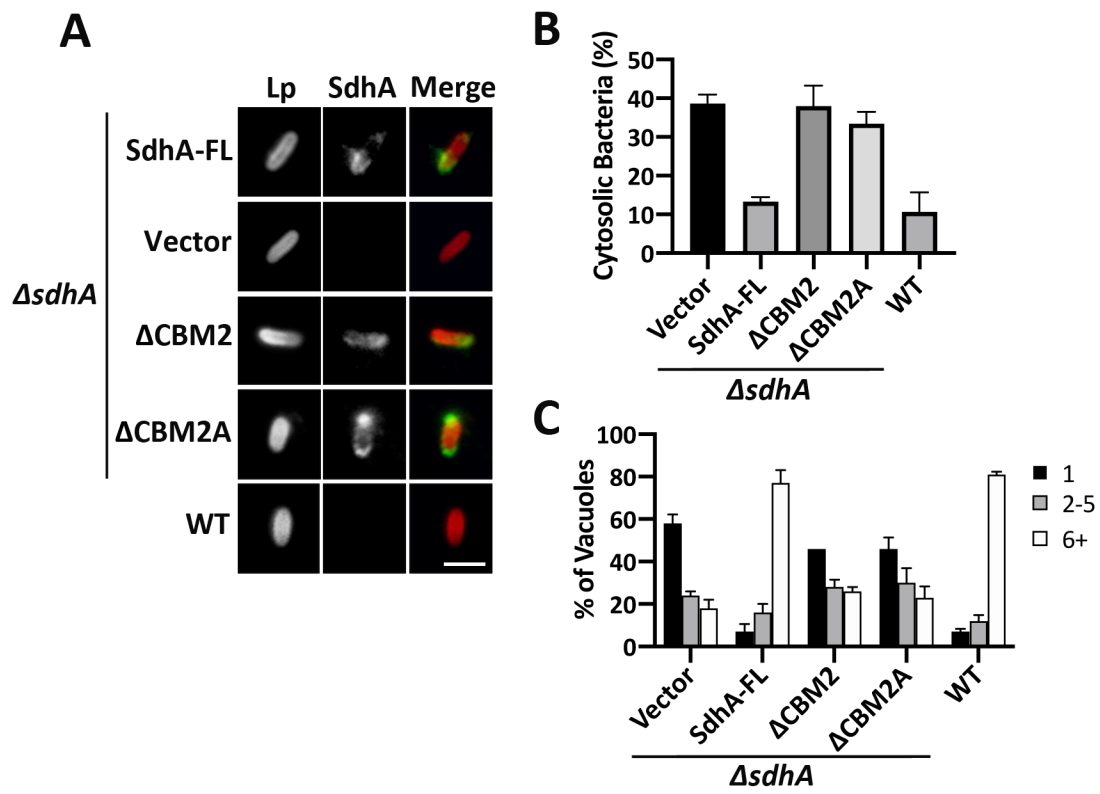 A
Lp SdhA Merge
SdhA-FL
Vector
ΔsdhA
ΔCBM2
ΔCBM2A
WT
B
Cytosolic Bacteria (%)
50
40
30
20
10
0
Vector
SdhA-FL
ΔCBM2
ΔCBM2A
WT
ΔsdhA
C
% of Vacuoles
100
80
60
40
20
0
1
2-5
6+
Vector
SdhA-FL
ΔCBM2
ΔCBM2A
WT
ΔsdhA